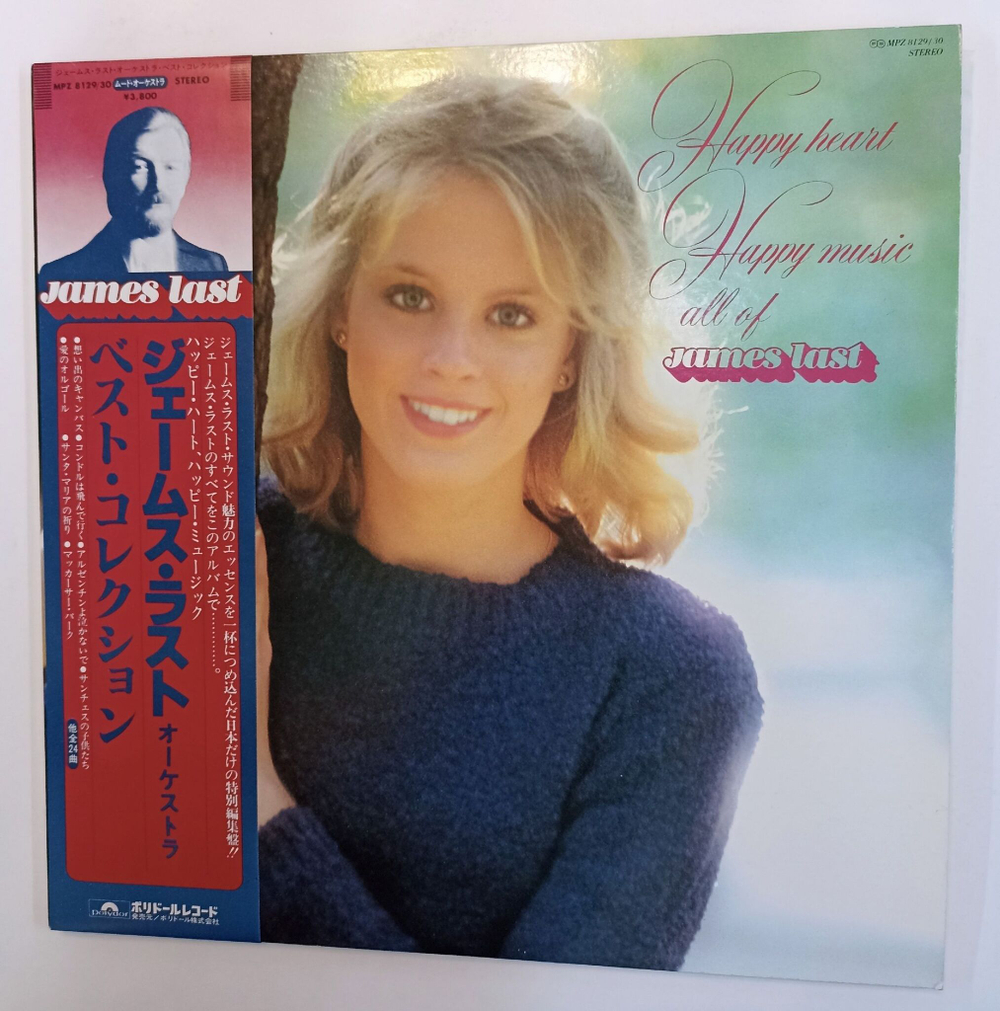 ジェームス・ラスト・オーケストラ・ベスト・コレクション
MPZ 8129/30 ムード・オーケストラ STEREO
¥3,800
james last
ジェームス・ラスト・サウンド魅力のエッセンスを一杯につめ込んだ日本だけの特別編集盤!!
ジェームス・ラストのすべてをこのアルバムで…………。
ハッピー・ハート、ハッピー・ミュージック
ジェームス・ラスト オーケストラ
ベスト・コレクション
●想い出のキャンバス●コンドルは飛んで行く●アルゼンチンよ泣かないで●サンチェスの子供たち
●愛のオルゴール ●サンタ・マリアの祈り ●マッカーサー・パーク 他全24曲
Polydor ポリドールレコード
発売元/ポリドール株式会社
MPZ 8129/30
STEREO
Happy heart
Happy music
all of
james last